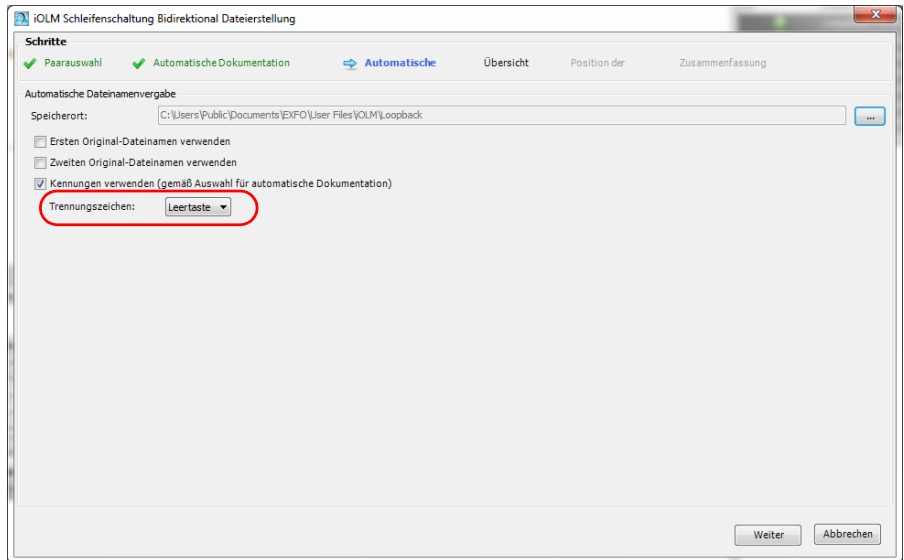 iOLM Schleifenschaltung Bidirektional Dateierstellung
Schritte
Paarauswahl Automatische Dokumentation Automatische Übersicht Position der Zusammenfassung
Automatische Dateinamenvergabe
Speicherort: C:\Users\Public\Documents\EXFO\User Files\iOLM\Loopback ...
Ersten Original-Dateinamen verwenden
Zweiten Original-Dateinamen verwenden
Kennungen verwenden (gemäß Auswahl für automatische Dokumentation)
Trennungszeichen: Leertaste
Weiter Abbrechen